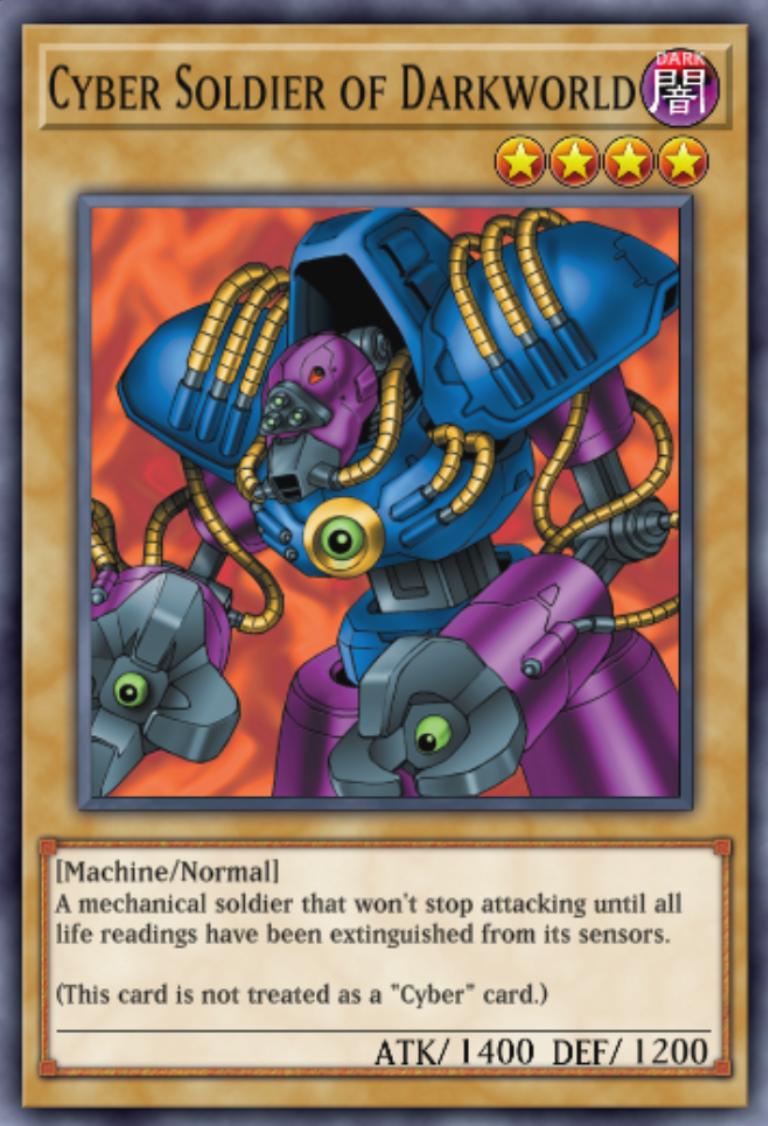 CYBER SOLDIER OF DARKWORLD
DARK
闇
[Machine/Normal]
A mechanical soldier that won't stop attacking until all
life readings have been extinguished from its sensors.
(This card is not treated as a "Cyber" card.)
ATK/ 1400 DEF/ 1200